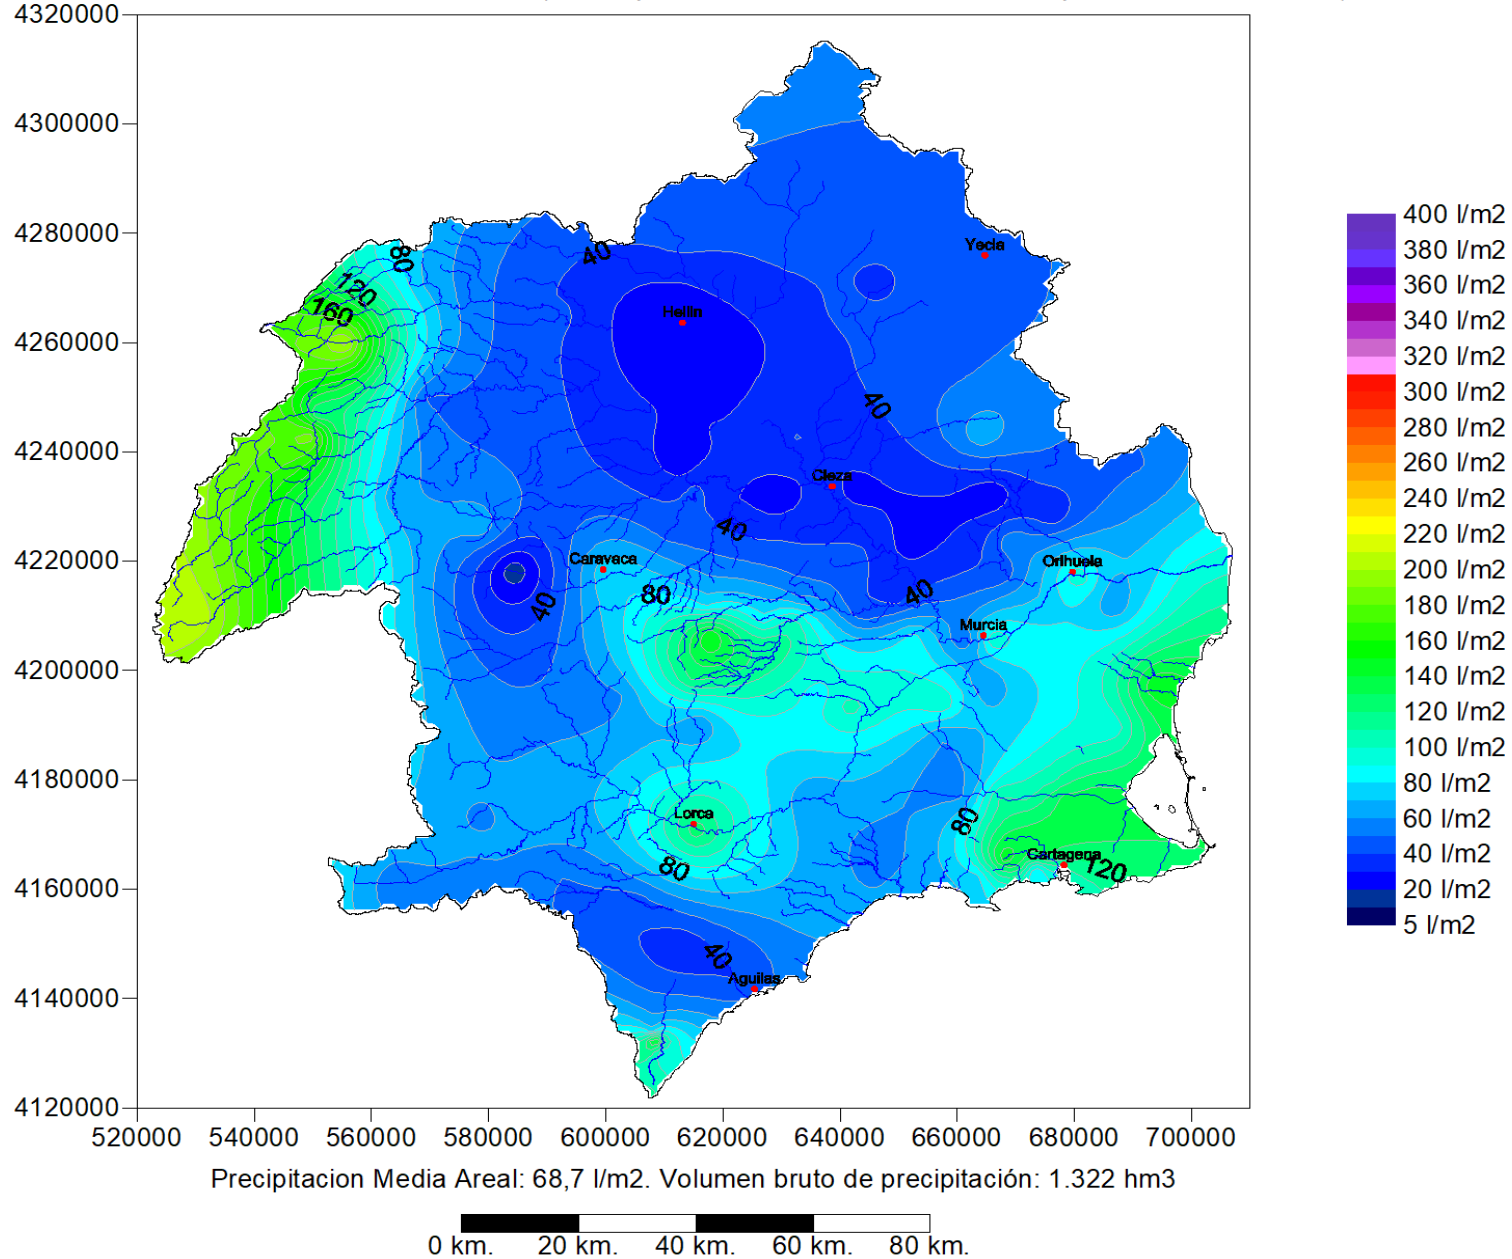 4320000
4300000
4280000
4260000
4240000
4220000
4200000
4180000
4160000
4140000
4120000
520000 540000 560000 580000 600000 620000 640000 660000 680000 700000
40
80
120
160
Yecla
Hellín
40
Cieza
40
Caravaca
Orihuela
80
40
40
Murcia
Lorca
80
80
Cartagena
120
40
Aguilas
400 l/m2
380 l/m2
360 l/m2
340 l/m2
320 l/m2
300 l/m2
280 l/m2
260 l/m2
240 l/m2
220 l/m2
200 l/m2
180 l/m2
160 l/m2
140 l/m2
120 l/m2
100 l/m2
80 l/m2
60 l/m2
40 l/m2
20 l/m2
5 l/m2
Precipitacion Media Areal: 68,7 l/m2. Volumen bruto de precipitación: 1.322 hm3
0 km. 20 km. 40 km. 60 km. 80 km.